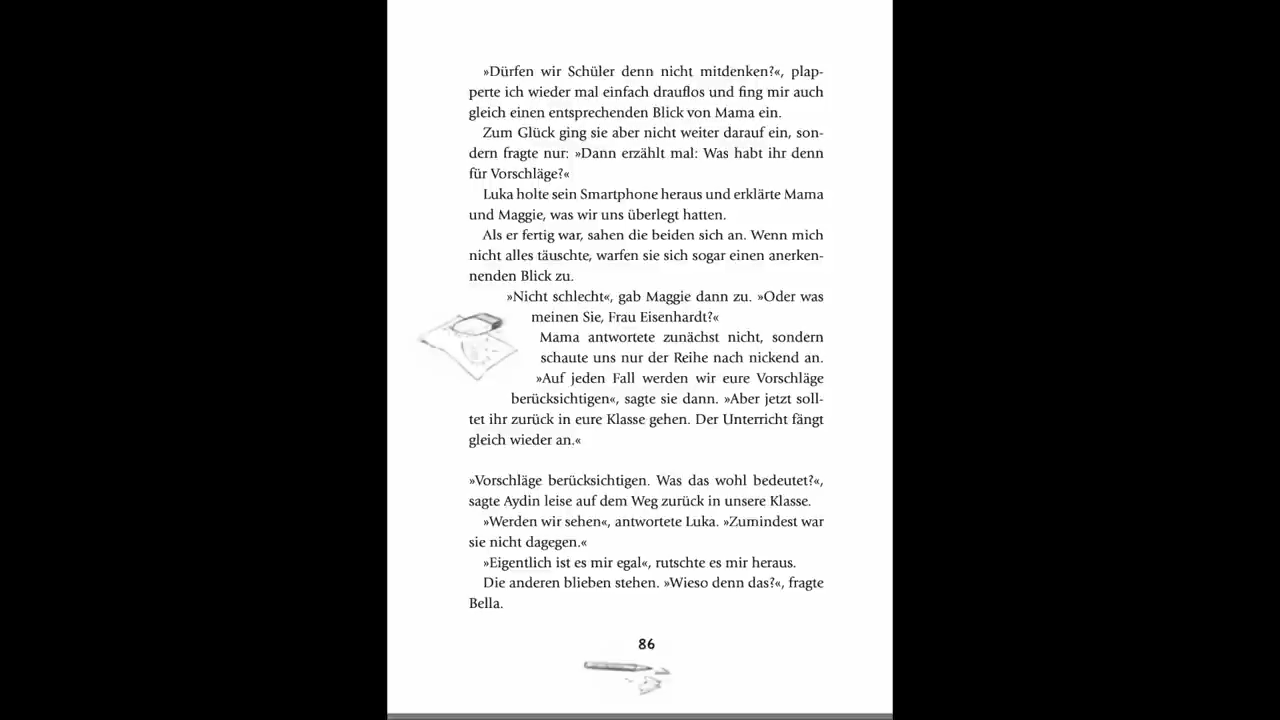 »Dürfen wir Schüler denn nicht mitdenken?«, plap-
perte ich wieder mal einfach drauflos und fing mir auch
gleich einen entsprechenden Blick von Mama ein.
Zum Glück ging sie aber nicht weiter darauf ein, son-
dern fragte nur: »Dann erzählt mal: Was habt ihr denn
für Vorschläge?«
Luka holte sein Smartphone heraus und erklärte Mama
und Maggie, was wir uns überlegt hatten.
Als er fertig war, sahen die beiden sich an. Wenn mich
nicht alles täuschte, warfen sie sich sogar einen anerken-
nenden Blick zu.
»Nicht schlecht«, gab Maggie dann zu. »Oder was
meinen Sie, Frau Eisenhardt?«
Mama antwortete zunächst nicht, sondern
schaute uns nur der Reihe nach nickend an.
»Auf jeden Fall werden wir eure Vorschläge
berücksichtigen«, sagte sie dann. »Aber jetzt soll-
tet ihr zurück in eure Klasse gehen. Der Unterricht fängt
gleich wieder an.«
»Vorschläge berücksichtigen. Was das wohl bedeutet?«,
sagte Aydin leise auf dem Weg zurück in unsere Klasse.
»Werden wir sehen«, antwortete Luka. »Zumindest war
sie nicht dagegen.«
»Eigentlich ist es mir egal«, rutschte es mir heraus.
Die anderen blieben stehen. »Wieso denn das?«, fragte
Bella.
86